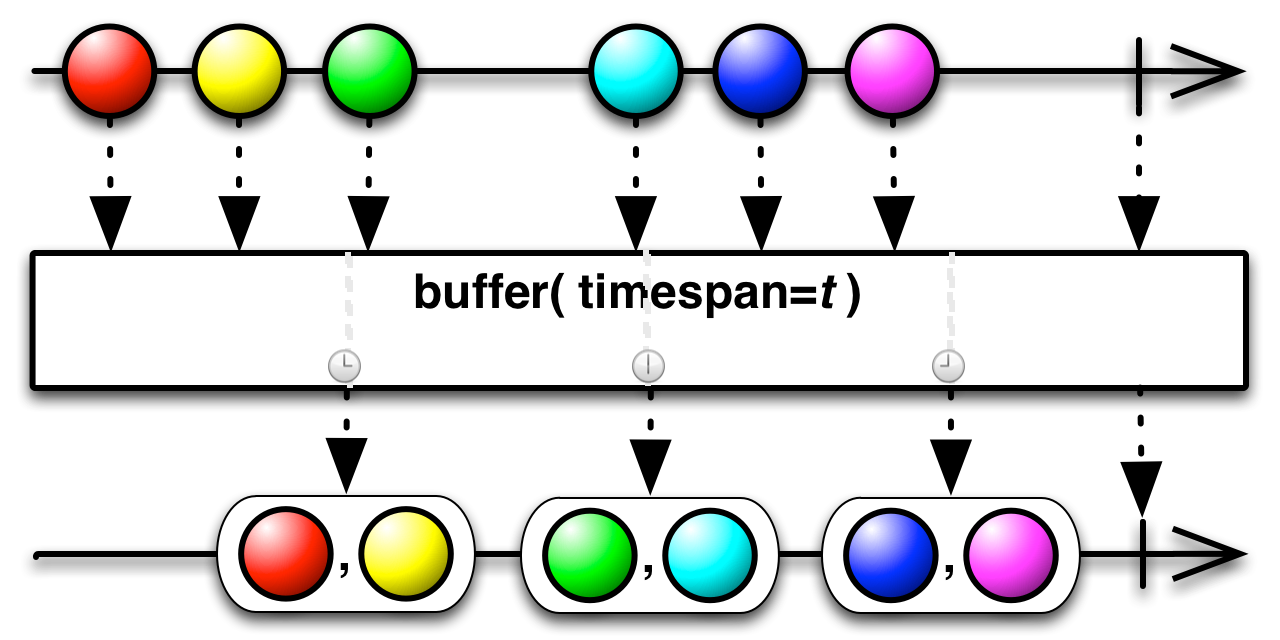 buffer( timespan=t )
, , ,